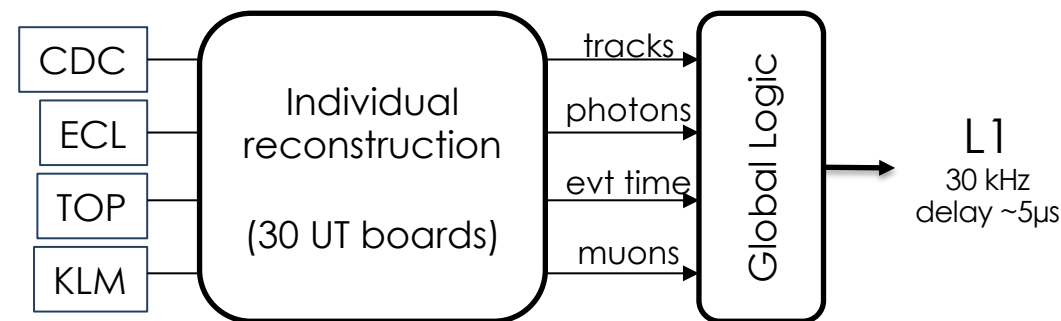 CDC
ECL
TOP
KLM
Individual
reconstruction
(30 UT boards)
tracks
photons
evt time
muons
Global Logic
L1
30 kHz
delay ~5µs